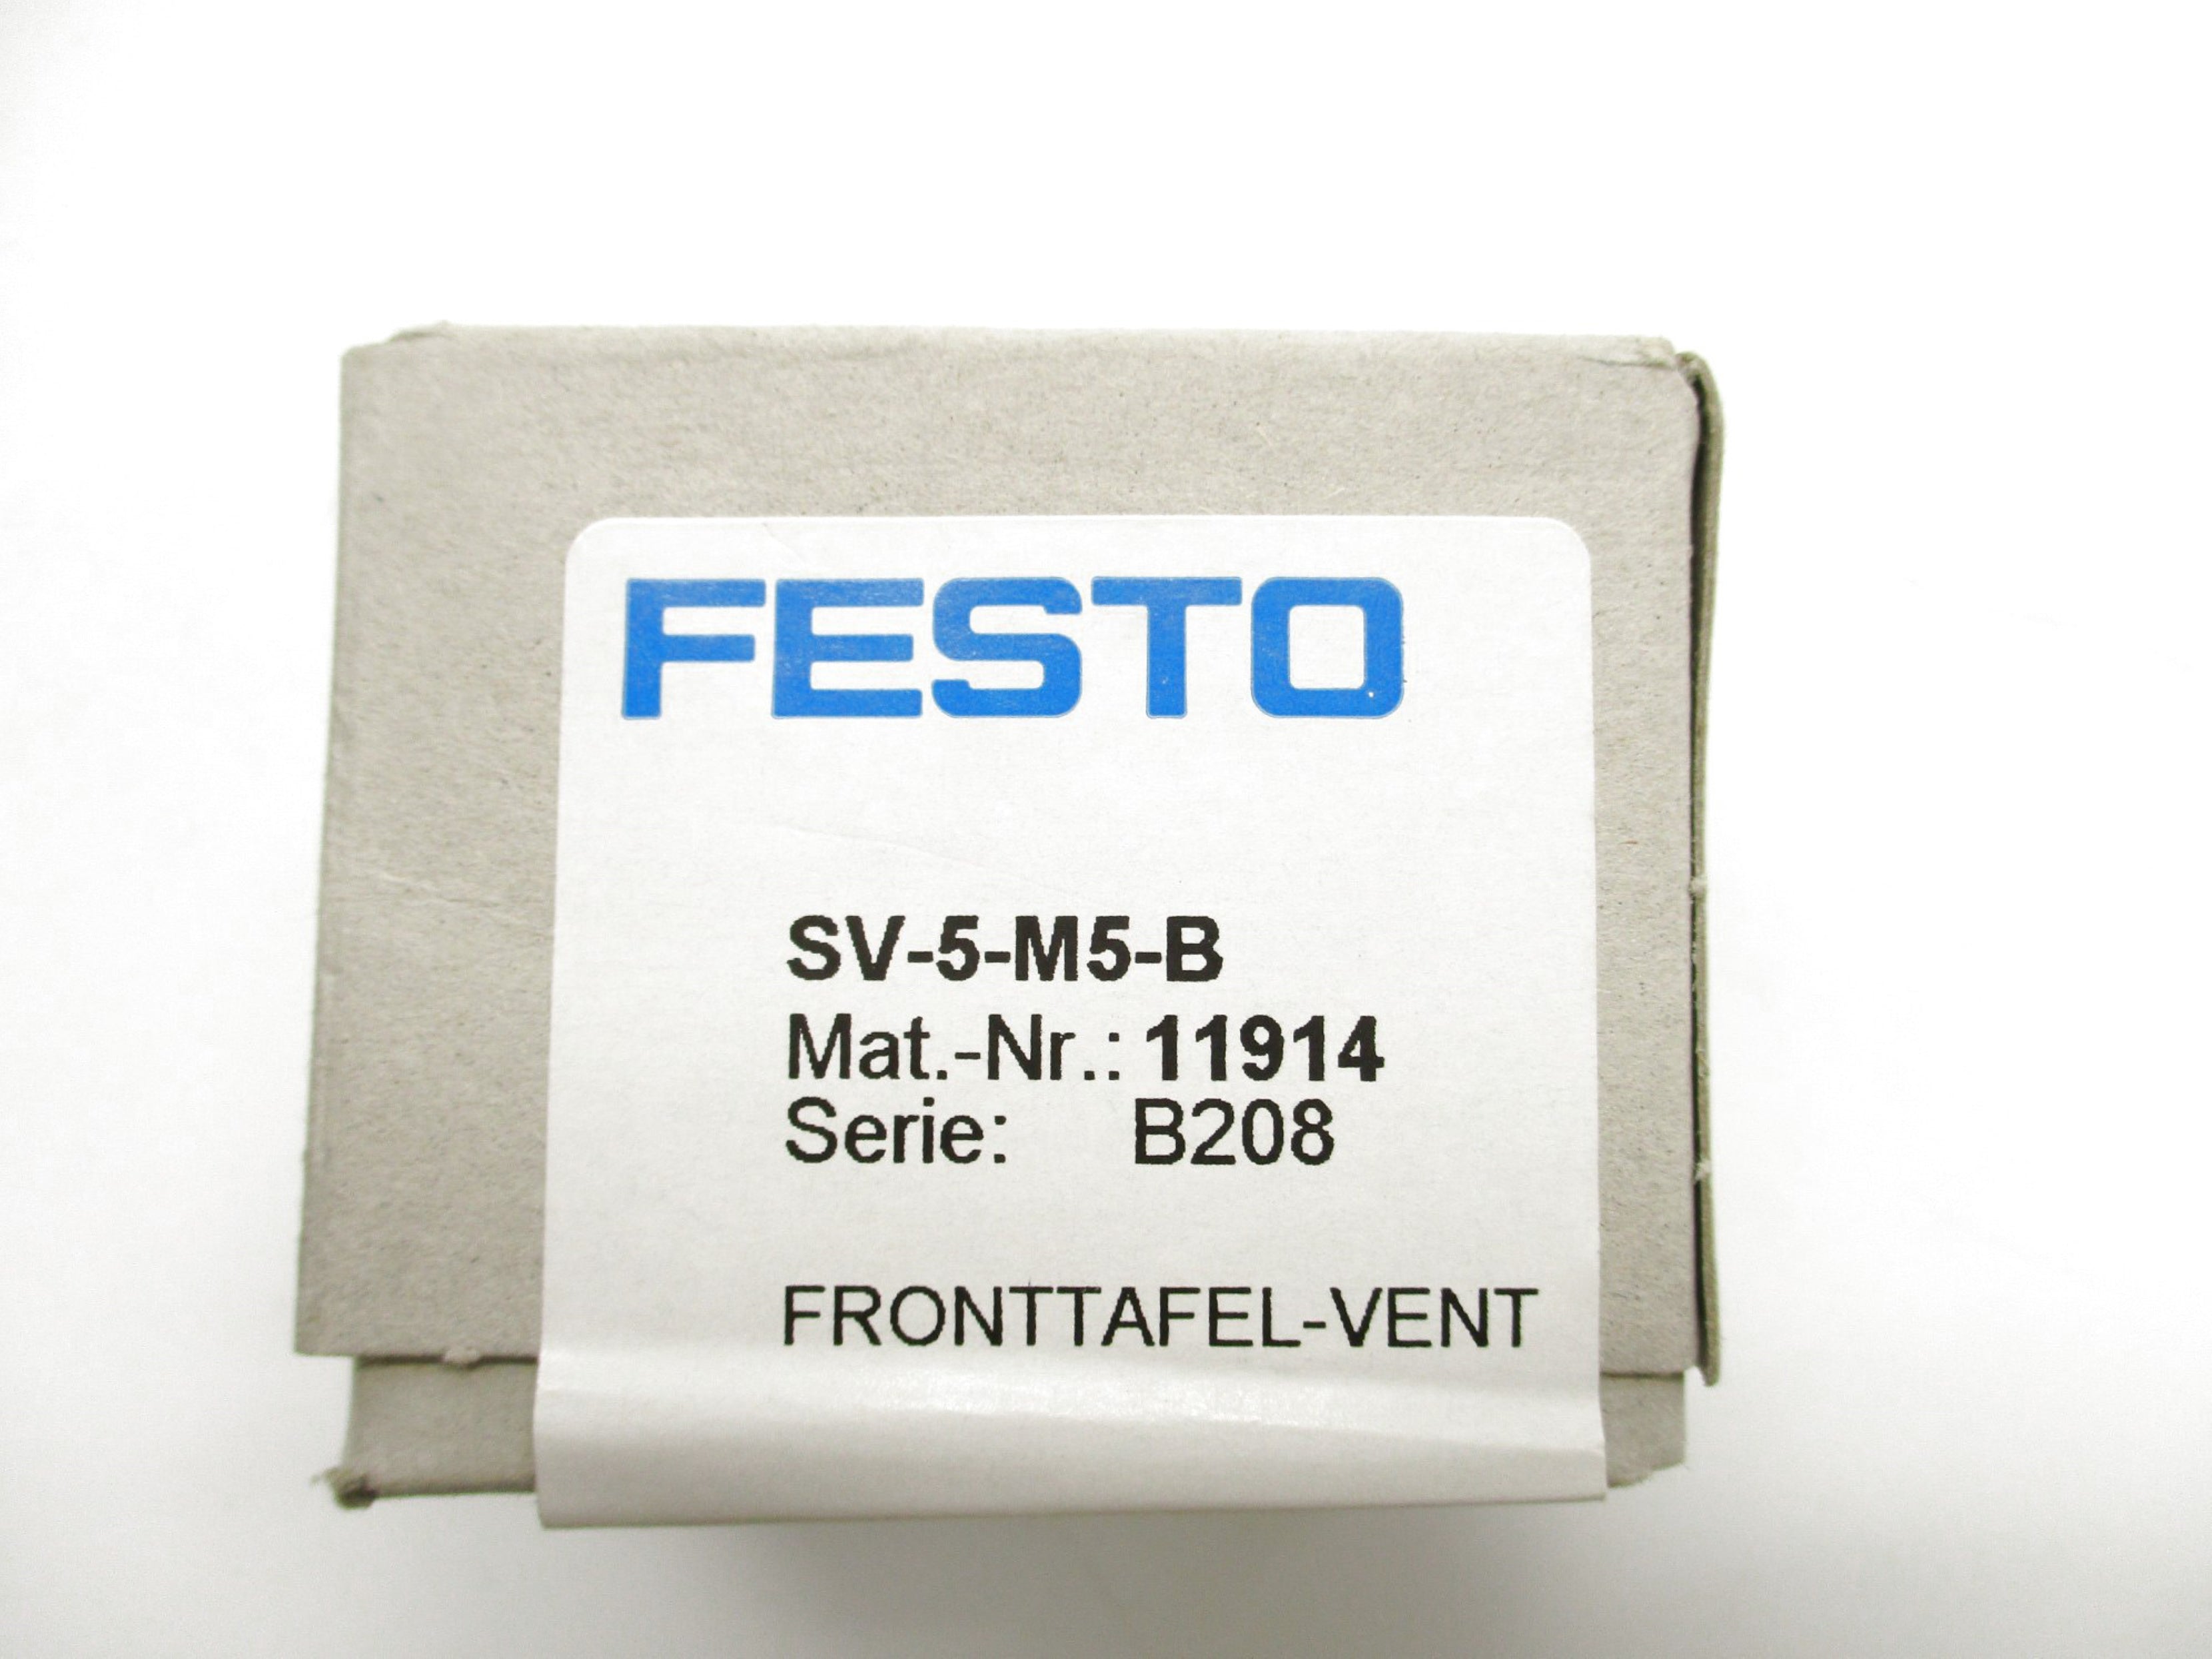 FESTO
SV-5-M5-B
Mat.-Nr.: 11914
Serie: B208
FRONTTAFEL-VENT